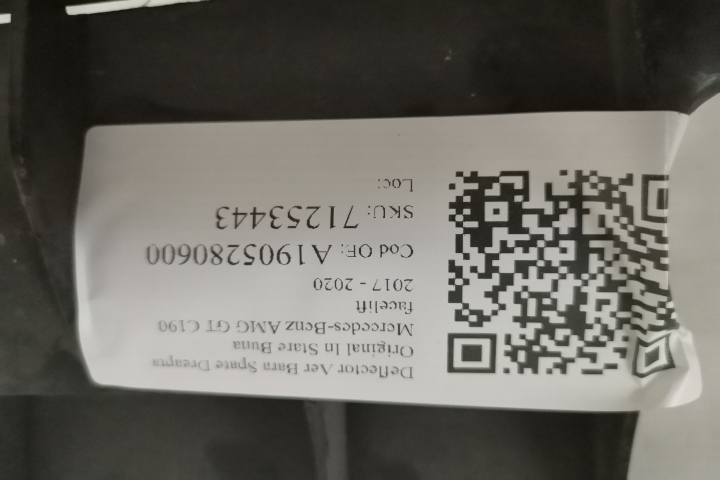 Deflector Aer Bara Spate Dreapta
Original In Stare Buna
Mercedes-Benz AMG GT C190
facelift
2017 - 2020
Cod OE: A1905280600
SKU: 71253443
Loc: